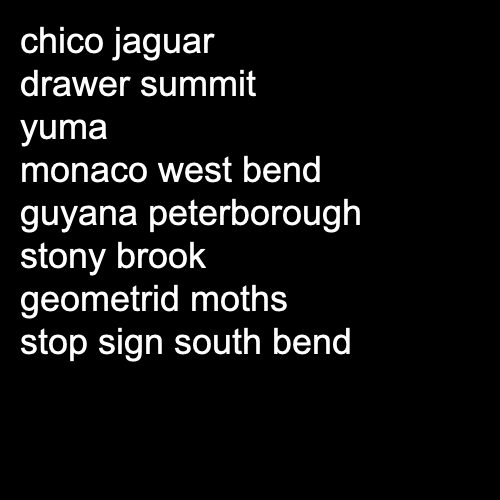 chico jaguar
drawer summit
yuma
monaco west bend
guyana peterborough
stony brook
geometrid moths
stop sign south bend